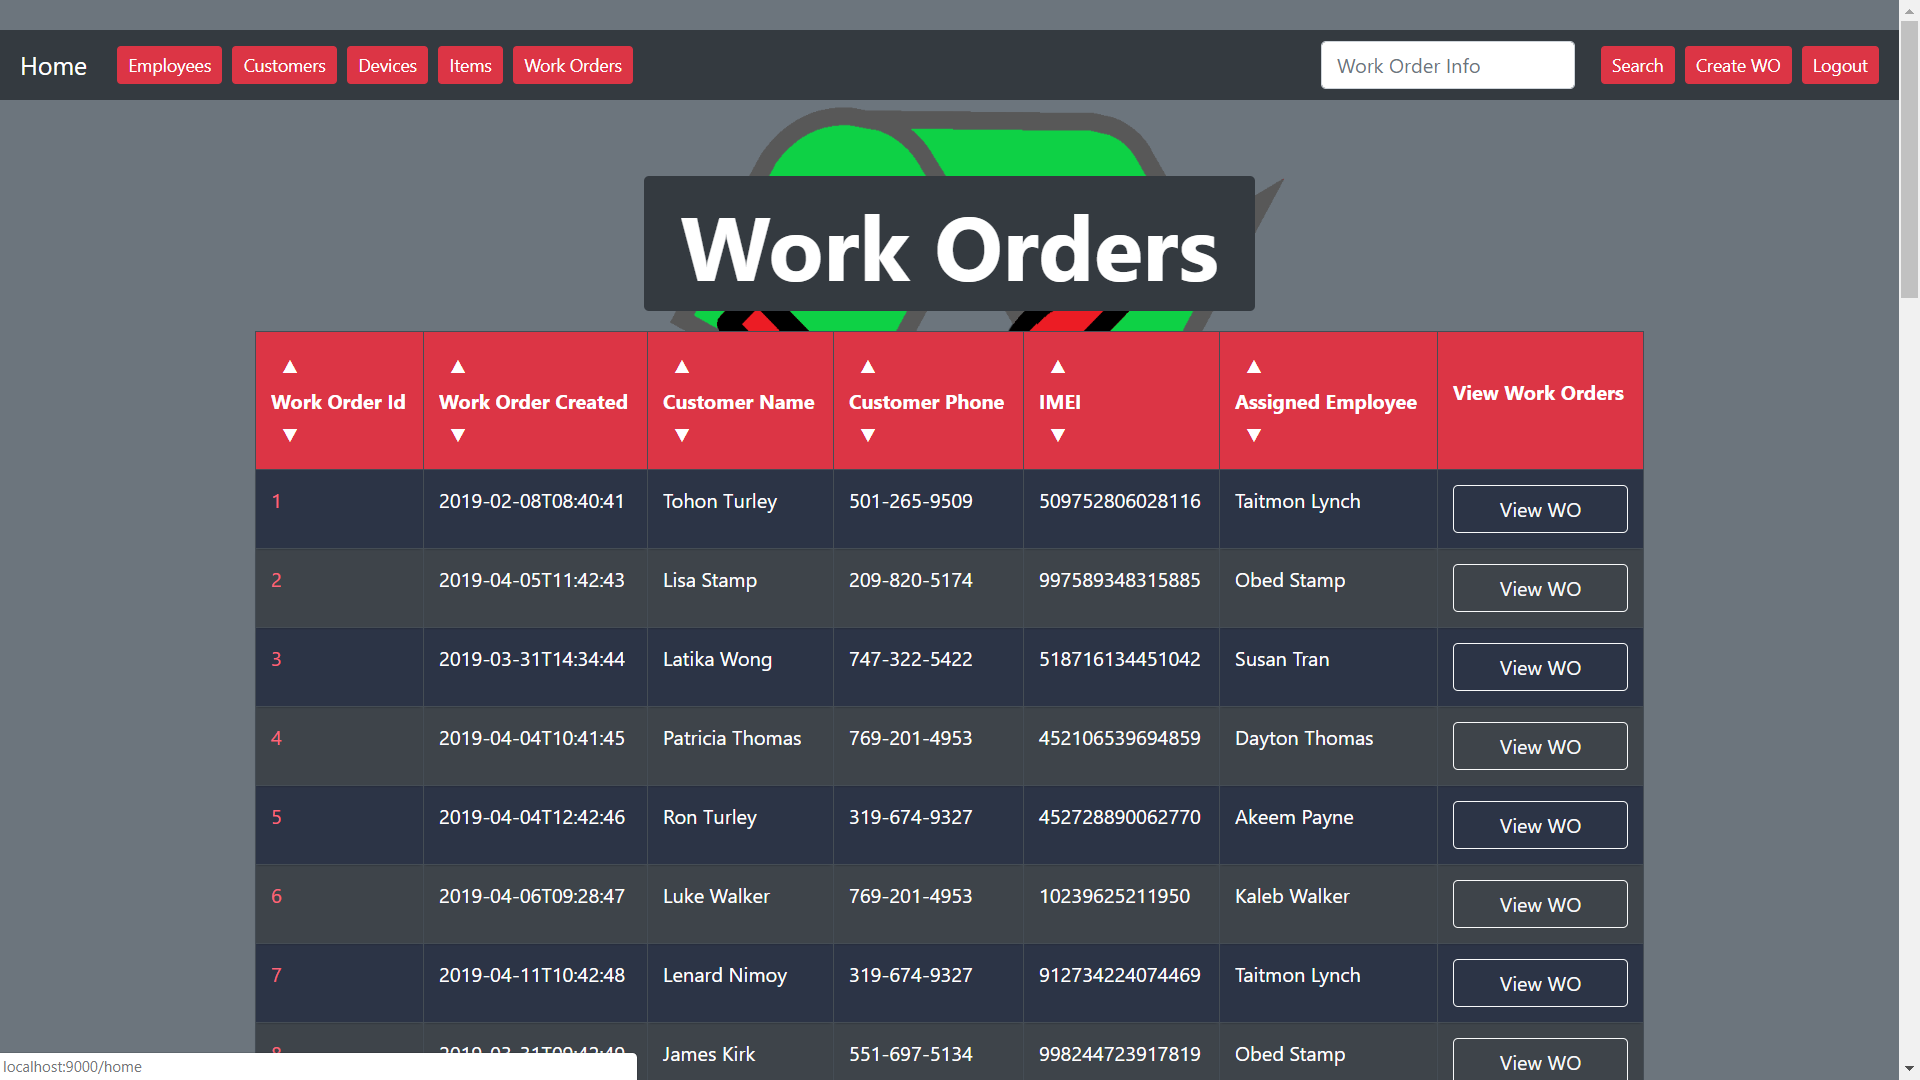 Home Employees Customers Devices Items Work Orders Work Order Info Search Create WO Logout
Work Orders
▲ ▲ ▲ ▲ ▲ ▲
Work Order Id Work Order Created Customer Name Customer Phone IMEI Assigned Employee View Work Orders
▼ ▼ ▼ ▼ ▼ ▼
1 2019-02-08T08:40:41 Tohon Turley 501-265-9509 509752806028116 Taitmon Lynch View WO
2 2019-04-05T11:42:43 Lisa Stamp 209-820-5174 997589348315885 Obed Stamp View WO
3 2019-03-31T14:34:44 Latika Wong 747-322-5422 518716134451042 Susan Tran View WO
4 2019-04-04T10:41:45 Patricia Thomas 769-201-4953 452106539694859 Dayton Thomas View WO
5 2019-04-04T12:42:46 Ron Turley 319-674-9327 452728890062770 Akeem Payne View WO
6 2019-04-06T09:28:47 Luke Walker 769-201-4953 10239625211950 Kaleb Walker View WO
7 2019-04-11T10:42:48 Lenard Nimoy 319-674-9327 912734224074469 Taitmon Lynch View WO
James Kirk 551-697-5134 998244723917819 Obed Stamp View WO
localhost:9000/home